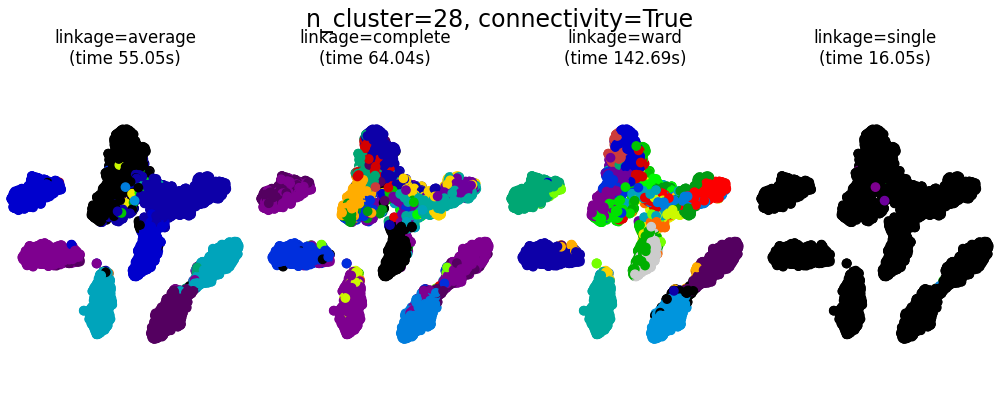 n_cluster=28, connectivity=True
linkage=average
(time 55.05s)
linkage=complete
(time 64.04s)
linkage=ward
(time 142.69s)
linkage=single
(time 16.05s)